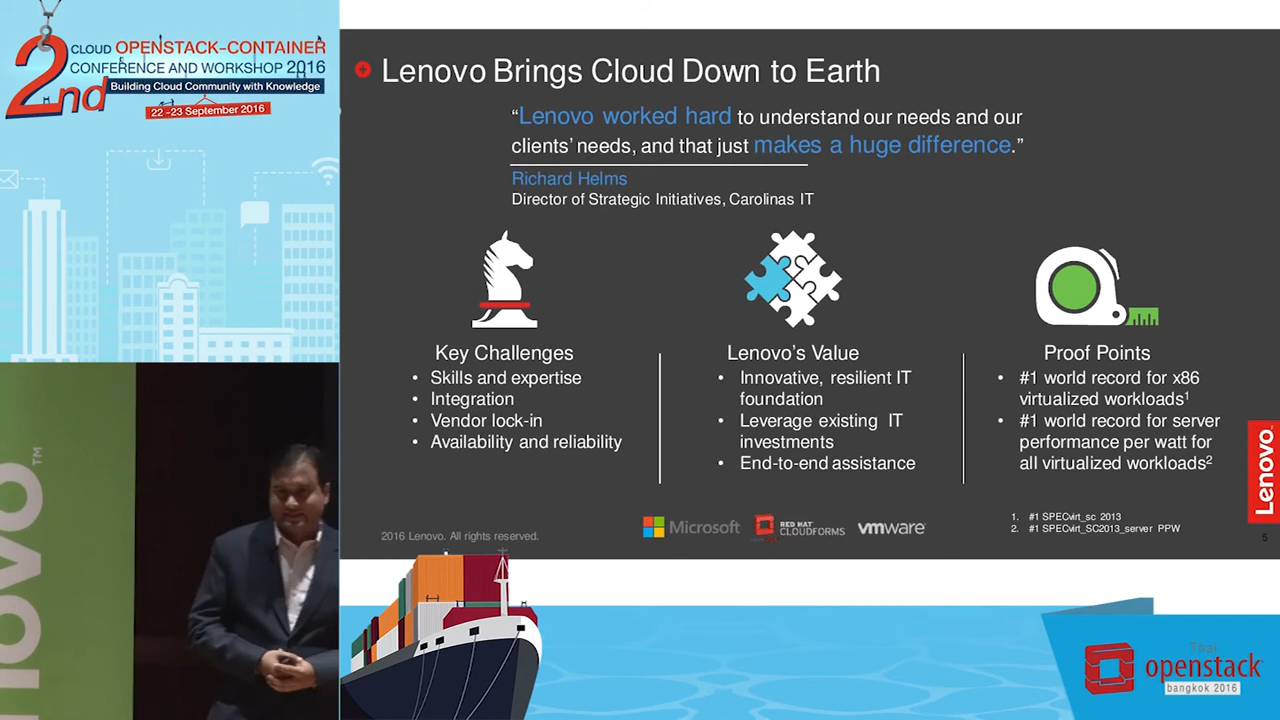 2nd
CLOUD OPENSTACK-CONTAINER
CONFERENCE AND WORKSHOP 2016
Building Cloud Community with Knowledge
22 -23 September 2016
Lenovo Brings Cloud Down to Earth
“Lenovo worked hard to understand our needs and our
clients’ needs, and that just makes a huge difference.”
Richard Helms
Director of Strategic Initiatives, Carolinas IT
Key Challenges
• Skills and expertise
• Integration
• Vendor lock-in
• Availability and reliability
Lenovo’s Value
• Innovative, resilient IT
foundation
• Leverage existing IT
investments
• End-to-end assistance
Proof Points
• #1 world record for x86
virtualized workloads1
• #1 world record for server
performance per watt for
all virtualized workloads2
Lenovo™
2016 Lenovo. All rights reserved.
Microsoft
RED HAT
CLOUDFORMS
vmware
1. #1 SPECvirt_sc 2013
2. #1 SPECvirt_SC2013_server PPW
5
novo™
Thai
openstack
bangkok 2016